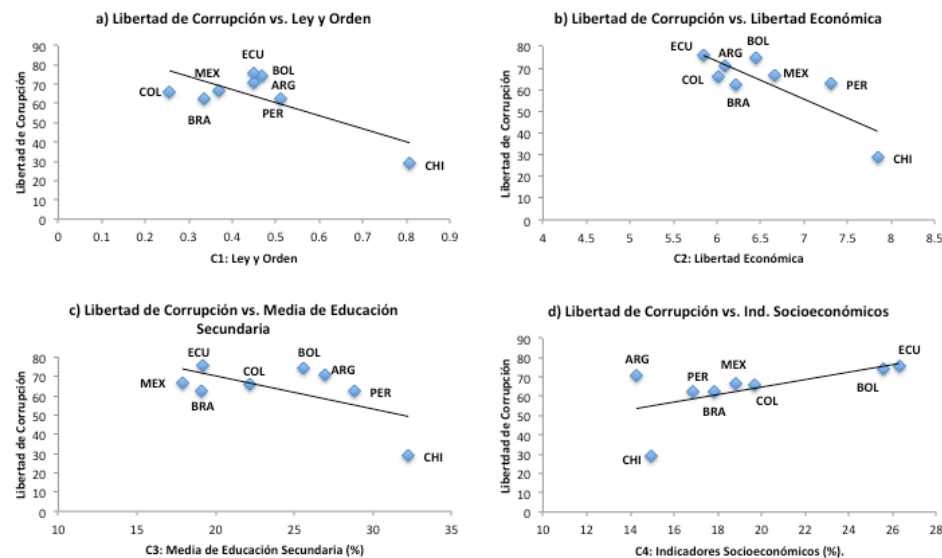 a) Libertad de Corrupción vs. Ley y Orden
Libertad de Corupción
90
80
70
60
50
40
30
20
10
0
ECU
MEX
BOL
COL
ARG
BRA
PER
CHI
0 0.1 0.2 0.3 0.4 0.5 0.6 0.7 0.8 0.9
C1: Ley y Orden
b) Libertad de Corrupción vs. Libertad Económica
Libertad de Corrupción
80
70
60
50
40
30
20
10
0
ECU
ARG
BOL
COL
MEX
BRA
PER
CHI
4 4.5 5 5.5 6 6.5 7 7.5 8 8.5
C2: Libertad Económica
c) Libertad de Corrupción vs. Media de Educación
Secundaria
Libertad de Corrupción
80
70
60
50
40
30
20
10
0
ECU
BOL
MEX
COL
ARG
BRA
PER
CHI
10 15 20 25 30 35
C3: Media de Educación Secundaria (%)
d) Libertad de Corrupción vs. Ind. Socioeconómicos
Libertdad de Corrupción
90
80
70
60
50
40
30
20
10
0
ARG
PER
MEX
ECU
BRA
COL
BOL
CHI
10 12 14 16 18 20 22 24 26 28
C4: Indicadores Socioeconómicos (%).